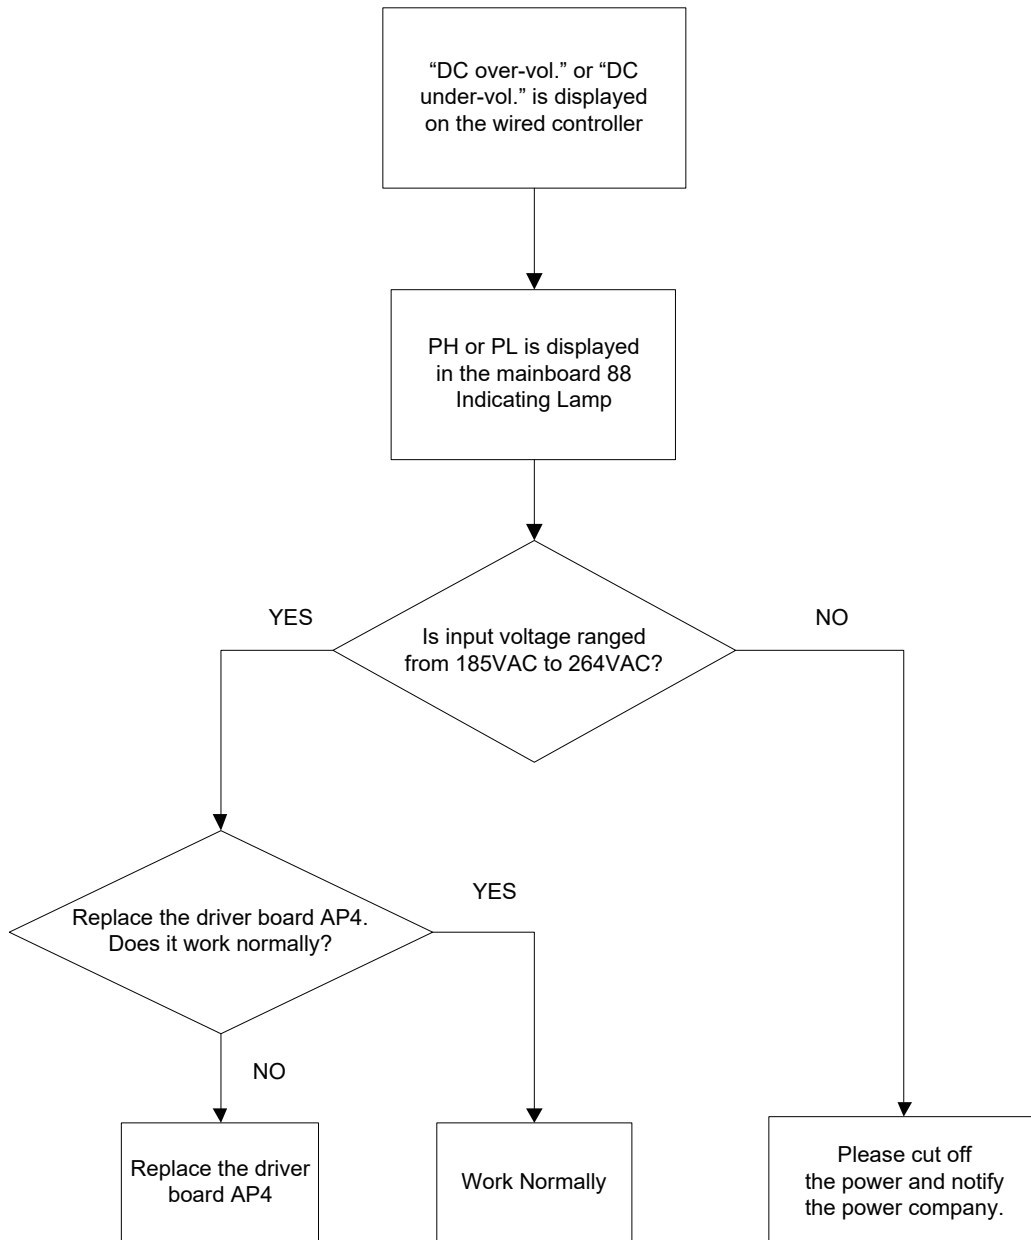 “DC over-vol.” or “DC
under-vol.” is displayed
on the wired controller
PH or PL is displayed
in the mainboard 88
Indicating Lamp
YES
NO
Is input voltage ranged
from 185VAC to 264VAC?
YES
Replace the driver board AP4.
Does it work normally?
NO
Replace the driver
board AP4
Work Normally
Please cut off
the power and notify
the power company.